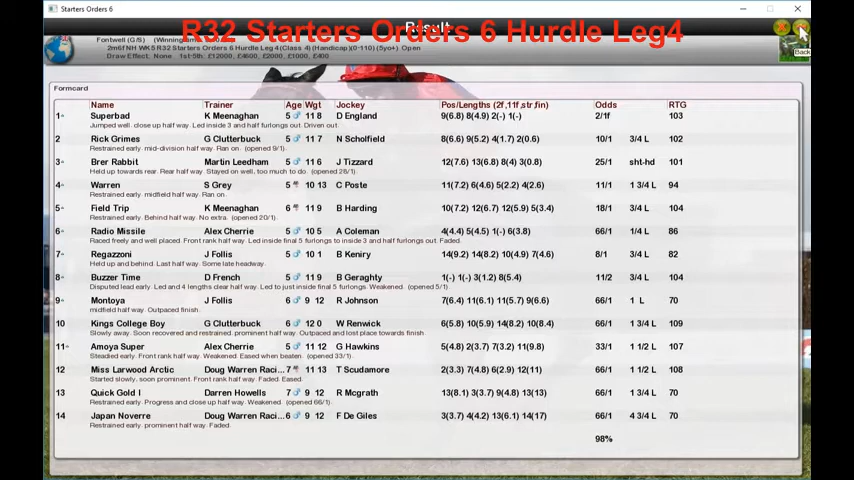 Starters Orders 6
Result
R32 Starters Orders 6 Hurdle Leg4
Fontwell (G/S)
2m6f NH WK5 R32 Starters Orders 6 Hurdle Leg 4 (Class 4) (Handicap) (0-110) (5yo+) Open
Draw Effect: None 1st-5th: £12000, £4600, £2000, £1000, £400
Back
Formcard
Name Trainer Age Wgt Jockey Pos/Lengths (2f,11f,str,fin) Odds RTG
1 Superbad K Meenaghan 5 11 8 D England 9(6.8) 8(4.9) 2(-) 1(-) 2/1f 103
Jumped well. close up half way. Led inside 3 and half furlongs out. Driven out.
2 Rick Grimes G Clutterbuck 5 11 7 N Scholfield 8(6.6) 9(5.2) 4(1.7) 2(0.6) 10/1 3/4 L 102
Restrained early. mid-division half way. Ran on. (opened 9/1)
3 Brer Rabbit Martin Leedham 5 11 6 J Tizzard 12(7.6) 13(6.8) 8(4) 3(0.8) 25/1 sht-hd 101
Held up towards rear. Rear half way. Stayed on well, too much to do. (opened 28/1)
4 Warren S Grey 5 10 13 C Poste 11(7.2) 6(4.6) 5(2.2) 4(2.6) 11/1 1 3/4 L 94
Restrained early. midfield half way. Ran on.
5 Field Trip K Meenaghan 6 11 9 B Harding 10(7.2) 12(6.7) 12(5.9) 5(3.4) 18/1 3/4 L 104
Restrained early. Behind half way. No extra. (opened 20/1)
6 Radio Missile Alex Cherrie 5 10 5 A Coleman 4(4.4) 5(4.5) 1(-) 6(3.8) 66/1 1/4 L 86
Raced freely and well placed. Front rank half way. Led inside final 5 furlongs to inside 3 and half furlongs out. Faded.
7 Regazzoni J Follis 5 10 1 B Keniry 14(9.2) 14(8.2) 10(4.9) 7(4.6) 8/1 3/4 L 82
Held up and behind. Last half way. Some late headway.
8 Buzzer Time D French 5 11 9 B Geraghty 1(-) 1(-) 3(1.2) 8(5.4) 11/2 3/4 L 104
Disputed lead early. Led and 4 lengths clear half way. Led to just inside final 5 furlongs. Weakened. (opened 5/1)
9 Montoya J Follis 6 9 12 R Johnson 7(6.4) 11(6.1) 11(5.7) 9(6.6) 66/1 1 L 70
midfield half way. Outpaced finish.
10 Kings College Boy G Clutterbuck 6 12 0 W Renwick 6(5.8) 10(5.9) 14(8.2) 10(8.4) 66/1 1 3/4 L 109
Slowly away. Soon recovered and restrained. prominent half way. Outpaced and lost place towards finish.
11 Amoya Super Alex Cherrie 5 11 12 G Hawkins 5(4.8) 2(3.7) 7(3.2) 11(9.8) 33/1 1 1/2 L 107
Steadied early. Front rank half way. Weakened. Eased when beaten. (opened 33/1)
12 Miss Larwood Arctic Doug Warren Raci... 7 11 13 T Scudamore 2(3.3) 7(4.8) 6(2.9) 12(11) 66/1 1 1/2 L 108
Started slowly, soon prominent. Front rank half way. Faded. Eased.
13 Quick Gold I Darren Howells 7 9 12 R Mcgrath 13(8.1) 3(3.7) 9(4.8) 13(13) 66/1 1 3/4 L 70
Restrained early. Progress and close up half way. Weakened. (opened 66/1)
14 Japan Noverre Doug Warren Raci... 6 9 12 F De Giles 3(3.7) 4(4.2) 13(6.1) 14(17) 66/1 4 3/4 L 70
Restrained early. prominent half way. Faded.
98%